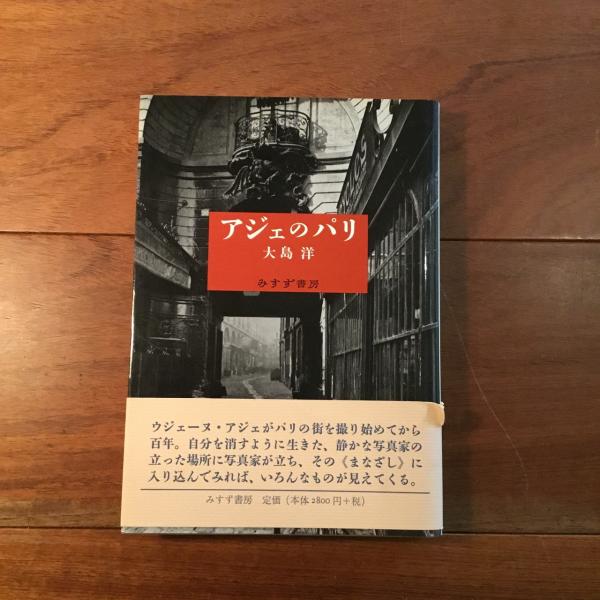 アジェのパリ
大島 洋
みすず書房
ウジェーヌ・アジェがパリの街を撮り始めてから
百年。自分を消すように生きた、静かな写真家の
立った場所に写真家が立ち、その《まなざし》に
入り込んでみれば、いろんなものが見えてくる。
みすず書房 定価（本体2800円+税）